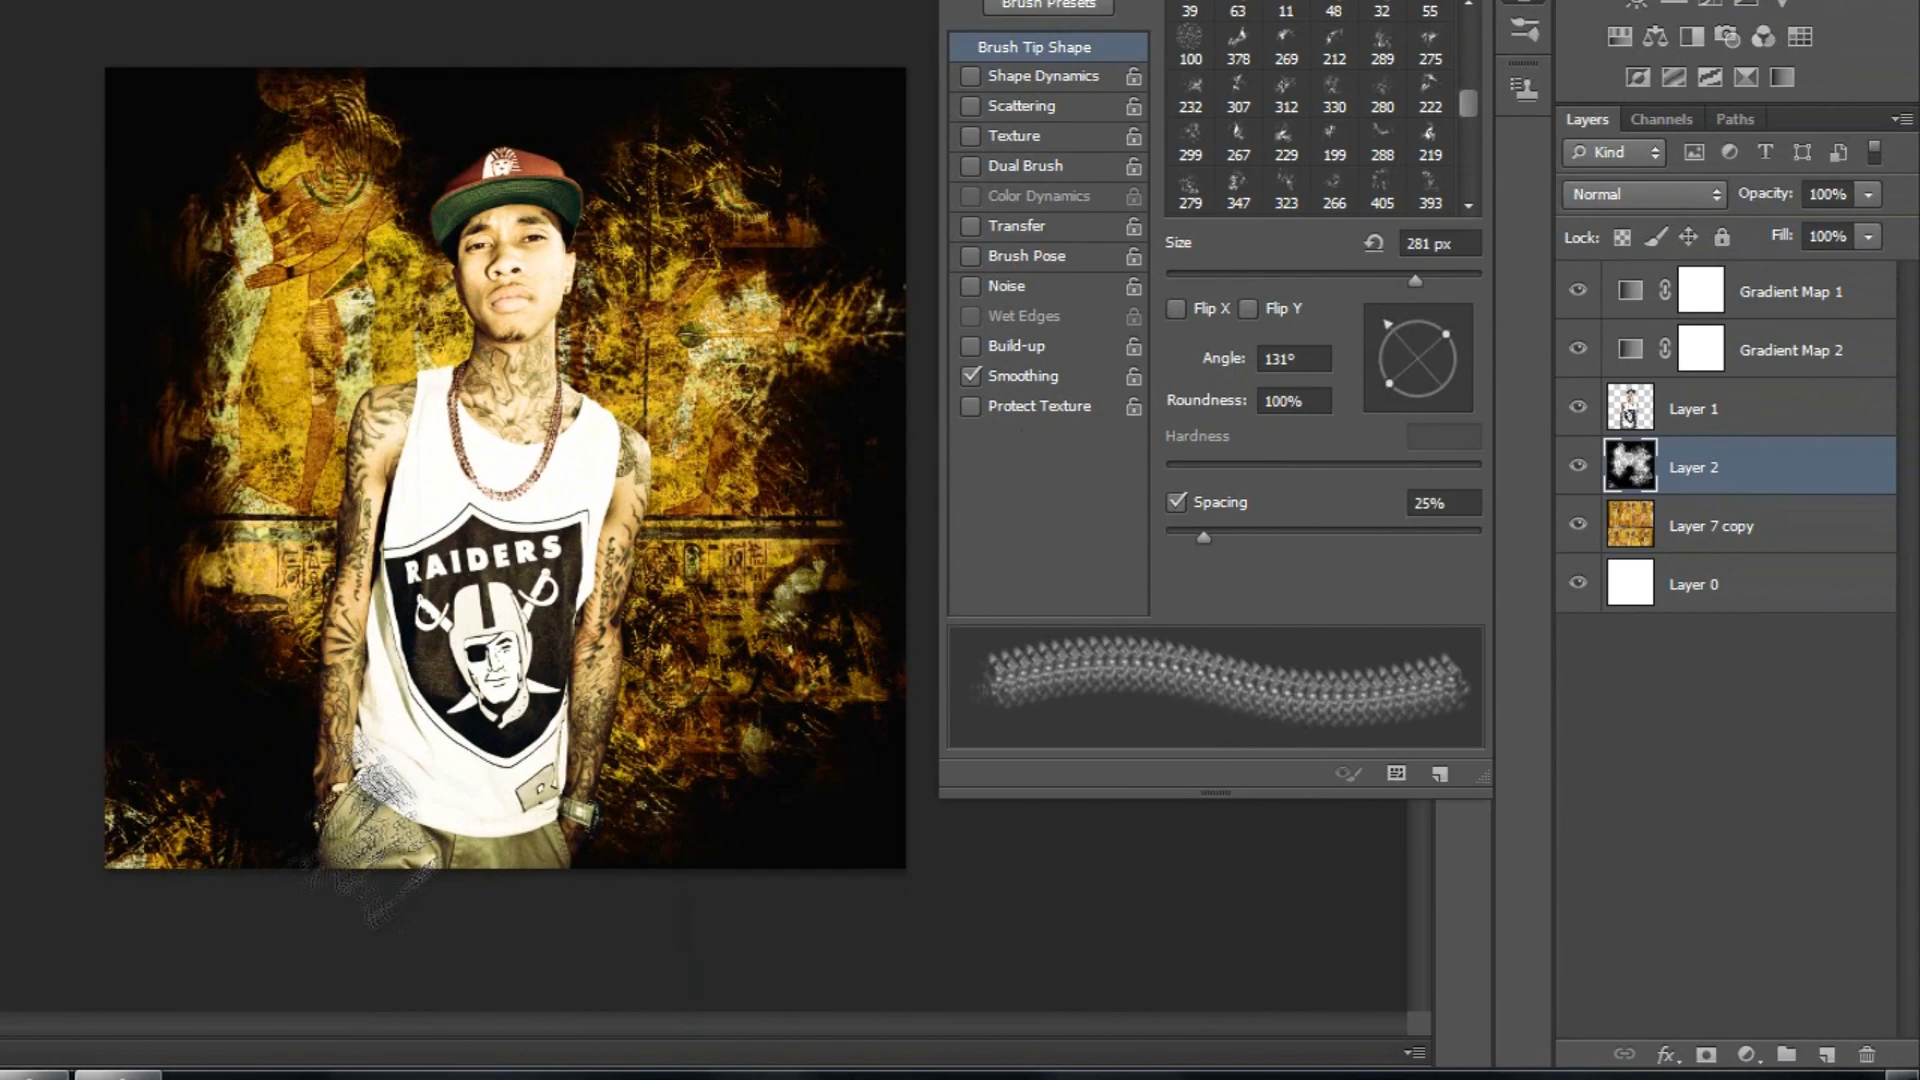 Brush Presets
39 63 11 48 32 55
100 378 269 212 289 275
232 307 312 330 280 222
299 267 229 199 288 219
279 347 323 266 405 393
Brush Tip Shape
Shape Dynamics
Scattering
Texture
Dual Brush
Color Dynamics
Transfer
Brush Pose
Noise
Wet Edges
Build-up
Smoothing
Protect Texture
Size 281 px
Flip X Flip Y
Angle: 131º
Roundness: 100%
Hardness
Spacing 25%
Layers Channels Paths
Kind
Normal Opacity: 100%
Lock: Fill: 100%
Gradient Map 1
Gradient Map 2
Layer 1
Layer 2
Layer 7 copy
Layer 0
RAIDERS